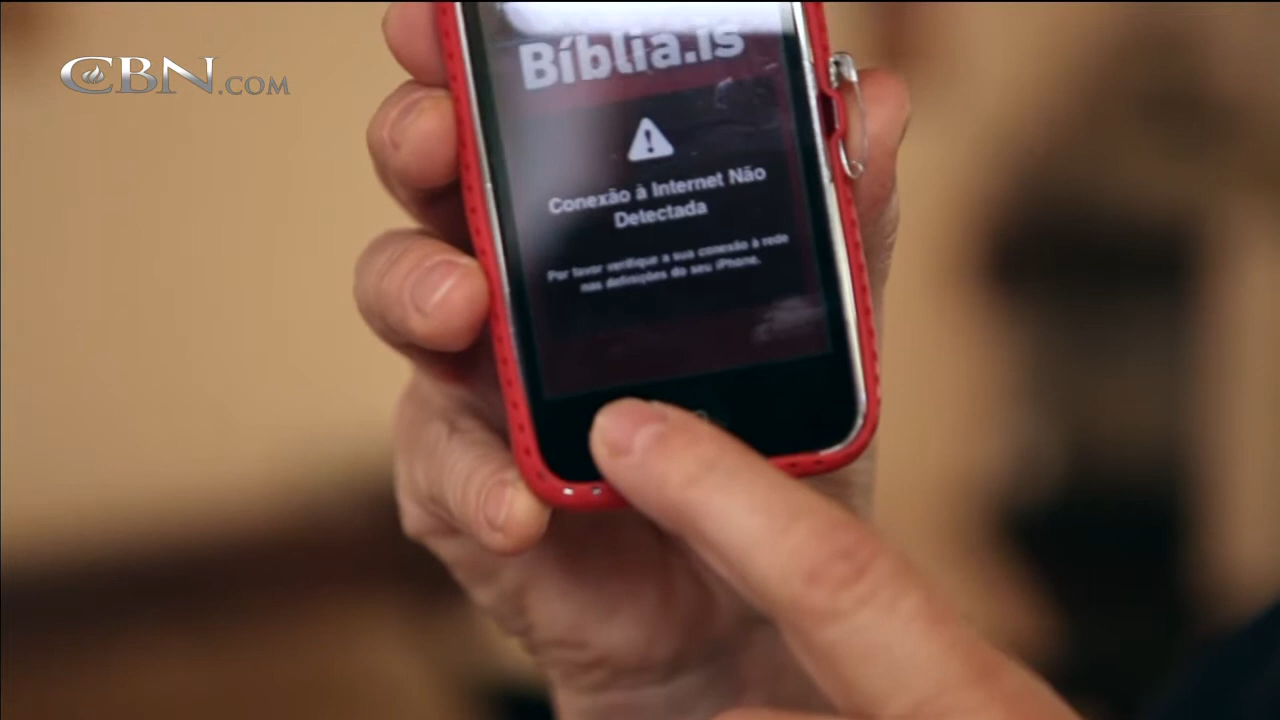 CBN.COM
Bíblia.is
Conexão à Internet Não
Detectada
Por favor verifique a sua conexão à rede
nas definições do seu iPhone.